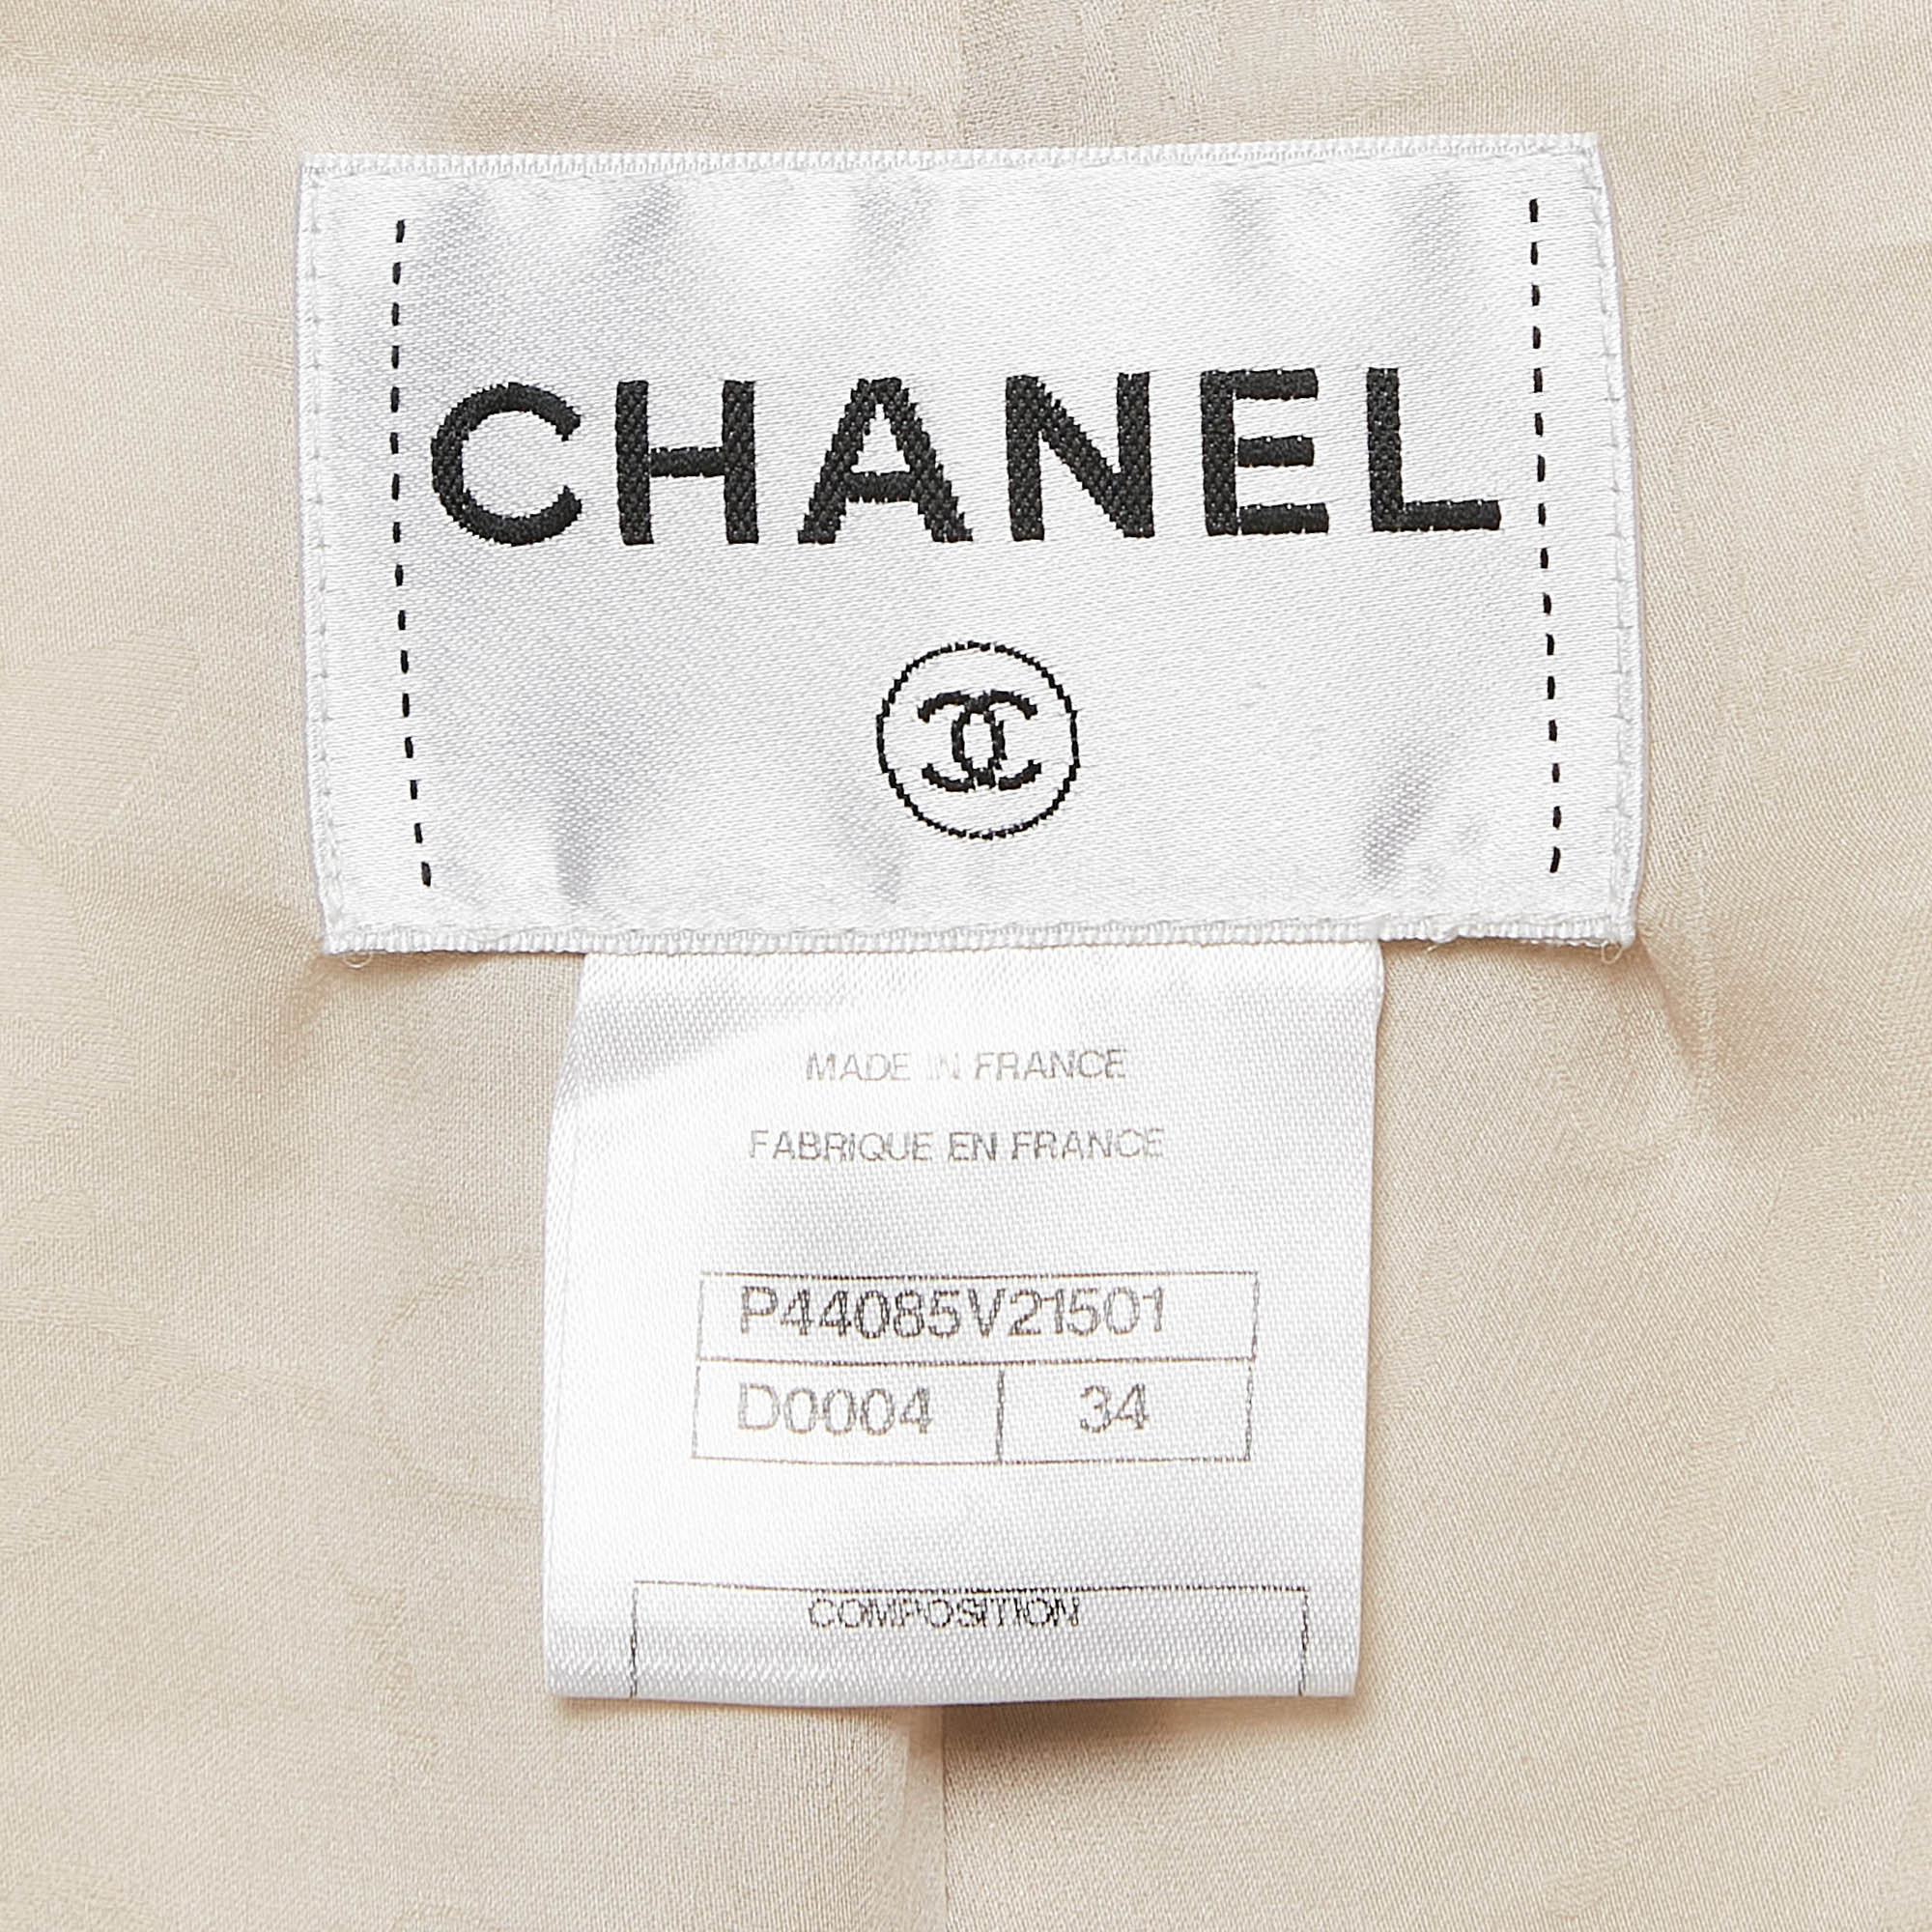 CHANEL
MADE IN FRANCE
FABRIQUE EN FRANCE
P44085V21501
D0004 34
COMPOSITION